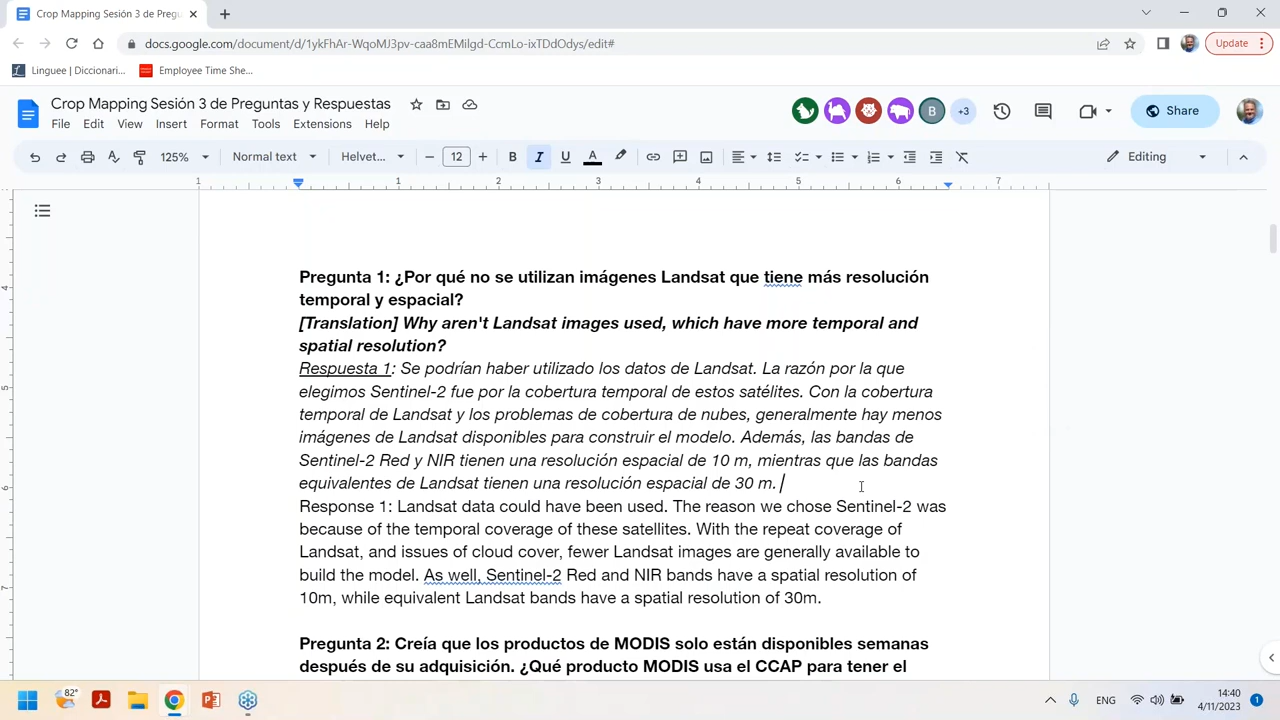 Crop Mapping Sesión 3 de Pregu
docs.google.com/document/d/1ykFhAr-WqoMJ3pv-caa8mEMilgd-CcmLo-ixTDdOdys/edit#
Update
Linguee | Diccionari...
Employee Time She...
Crop Mapping Sesión 3 de Preguntas y Respuestas
File Edit View Insert Format Tools Extensions Help
B
+3
Share
125%
Normal text
Helvet...
12
B I U A
Editing
1 1 2 3 4 5 6 7
4
5
6
7
Pregunta 1: ¿Por qué no se utilizan imágenes Landsat que tiene más resolución
temporal y espacial?
[Translation] Why aren't Landsat images used, which have more temporal and
spatial resolution?
Respuesta 1: Se podrían haber utilizado los datos de Landsat. La razón por la que
elegimos Sentinel-2 fue por la cobertura temporal de estos satélites. Con la cobertura
temporal de Landsat y los problemas de cobertura de nubes, generalmente hay menos
imágenes de Landsat disponibles para construir el modelo. Además, las bandas de
Sentinel-2 Red y NIR tienen una resolución espacial de 10 m, mientras que las bandas
equivalentes de Landsat tienen una resolución espacial de 30 m.
Response 1: Landsat data could have been used. The reason we chose Sentinel-2 was
because of the temporal coverage of these satellites. With the repeat coverage of
Landsat, and issues of cloud cover, fewer Landsat images are generally available to
build the model. As well, Sentinel-2 Red and NIR bands have a spatial resolution of
10m, while equivalent Landsat bands have a spatial resolution of 30m.
Pregunta 2: Creía que los productos de MODIS solo están disponibles semanas
después de su adquisición. ¿Qué producto MODIS usa el CCAP para tener el
82°
ENG
14:40
4/11/2023
1